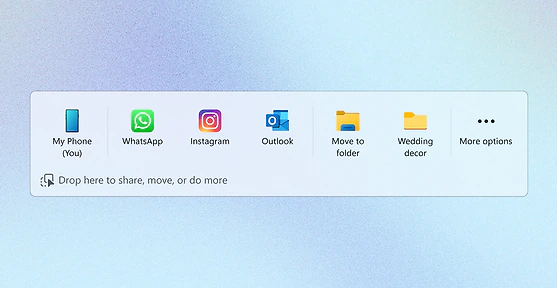 My Phone
(You)
WhatsApp
Instagram
Outlook
Move to
folder
Wedding
decor
More options
Drop here to share, move, or do more